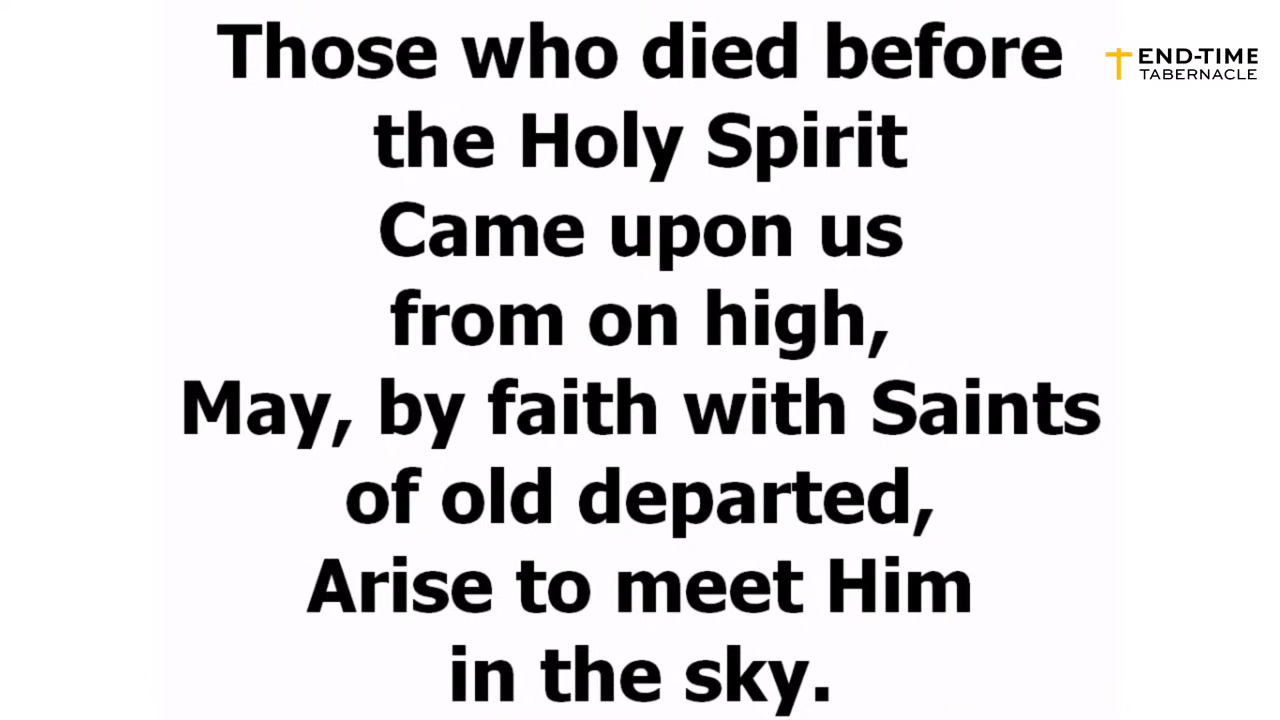 Those who died before
the Holy Spirit
Came upon us
from on high,
May, by faith with Saints
of old departed,
Arise to meet Him
in the sky.
END-TIME
TABERNACLE